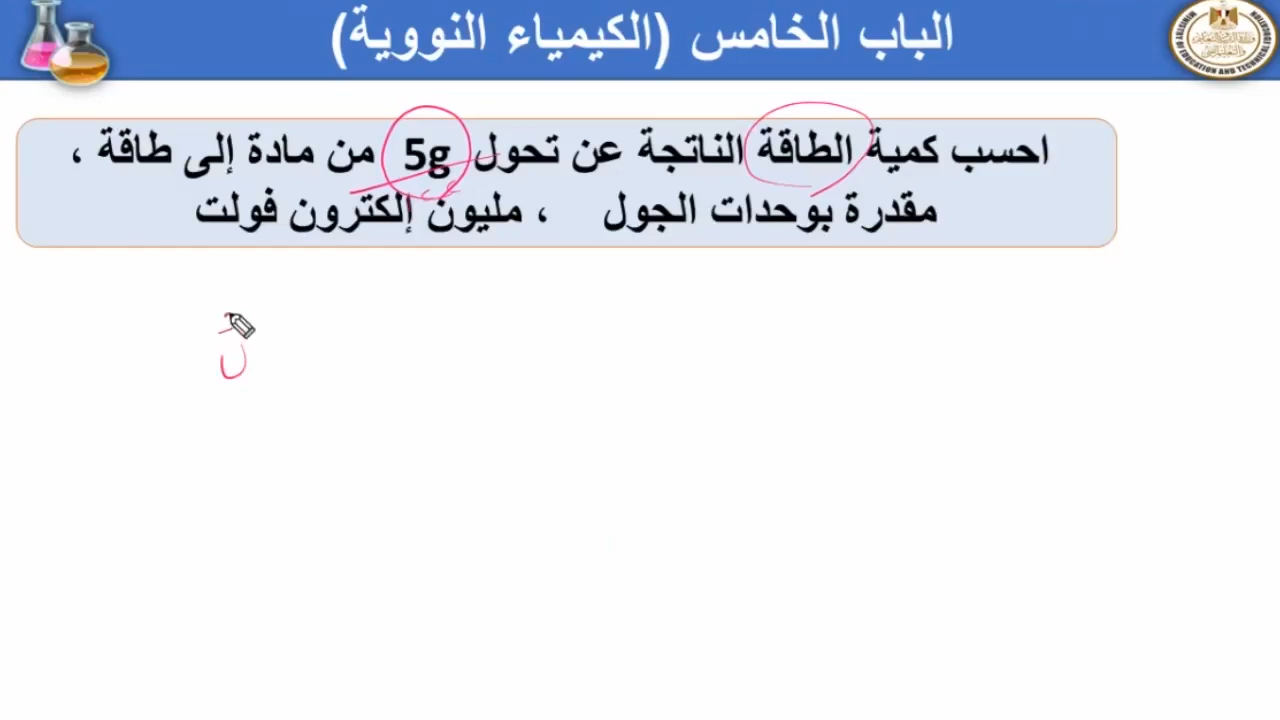 الباب الخامس (الكيمياء النووية)
احسب كمية الطاقة الناتجة عن تحول 5g من مادة إلى طاقة ،
مقدرة بوحدات الجول ، مليون إلكترون فولت